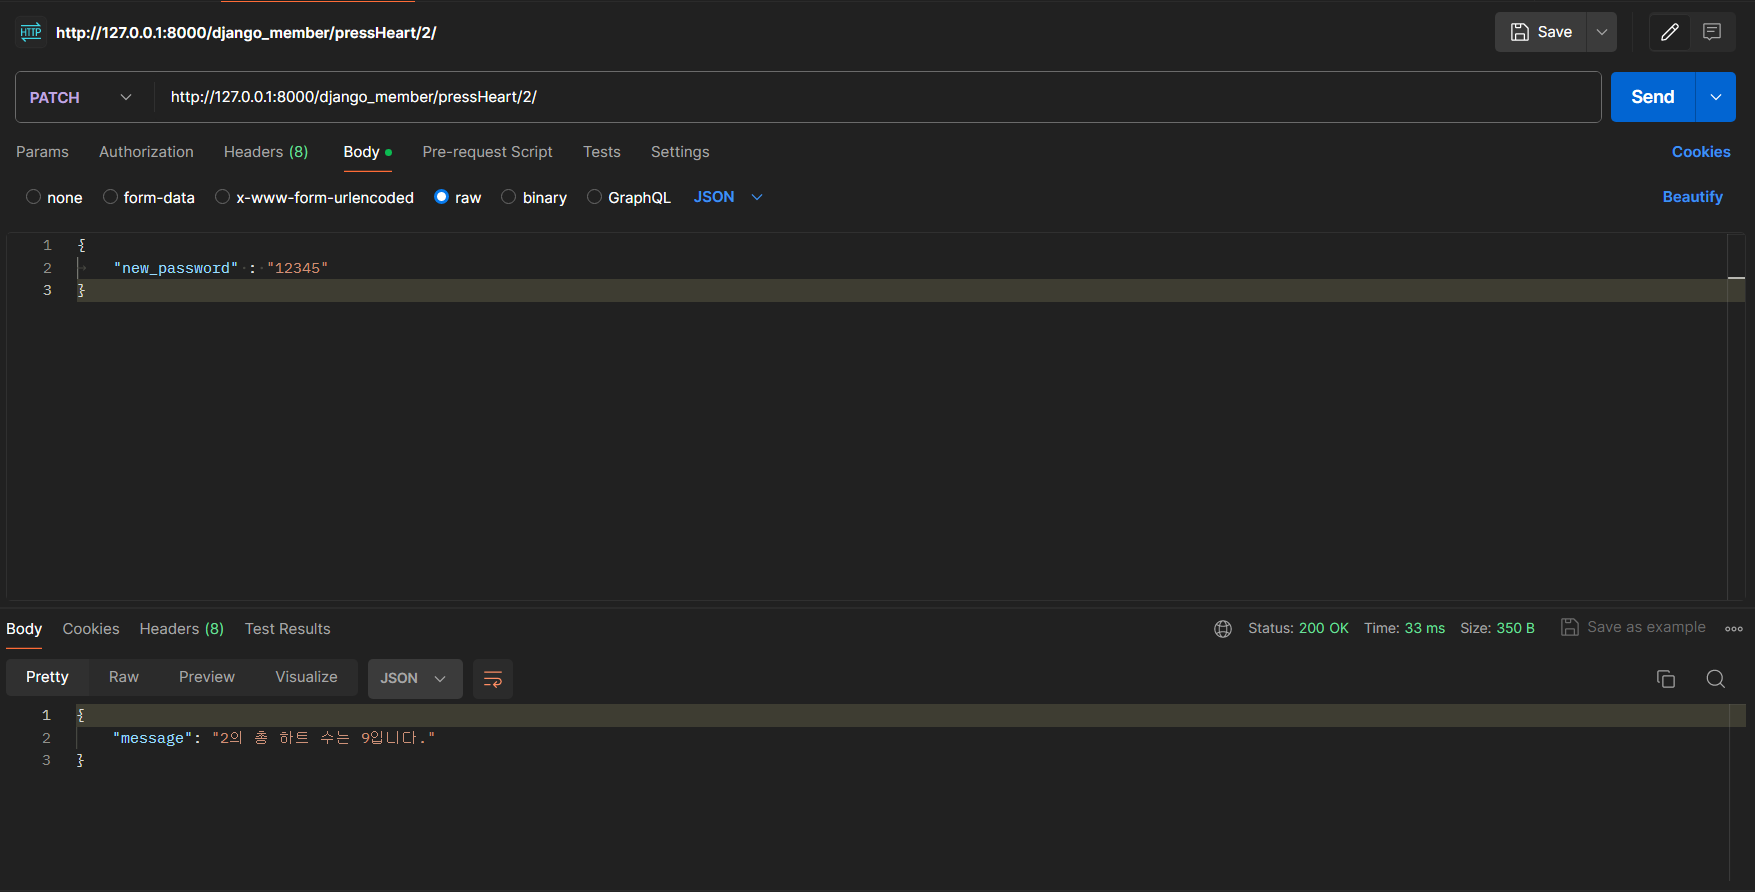 HTTP http://127.0.0.1:8000/django_member/pressHeart/2/ Save
PATCH http://127.0.0.1:8000/django_member/pressHeart/2/ Send
Params Authorization Headers (8) Body Pre-request Script Tests Settings Cookies
none form-data x-www-form-urlencoded raw binary GraphQL JSON Beautify
1 {
2 "new_password" : "12345"
3 }
Body Cookies Headers (8) Test Results Status: 200 OK Time: 33 ms Size: 350 B Save as example
Pretty Raw Preview Visualize JSON
1 {
2 "message": "2의 총 하트 수는 9입니다."
3 }